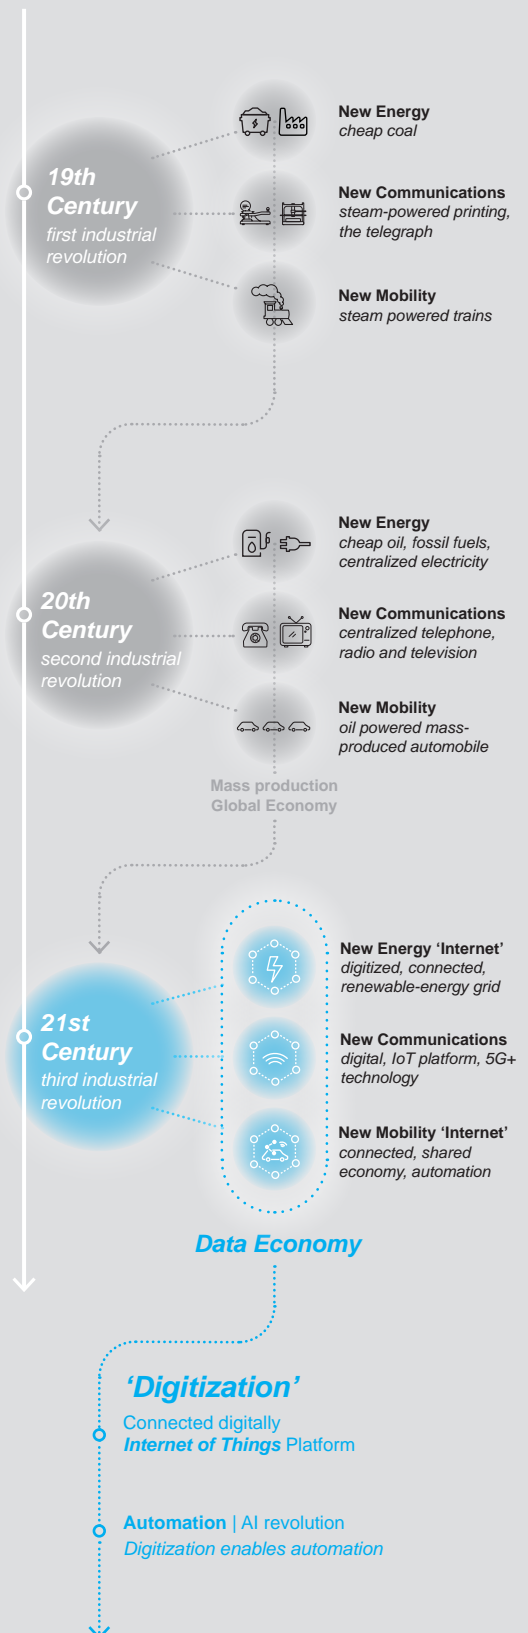 19th
Century
first industrial
revolution
New Energy
cheap coal
New Communications
steam-powered printing,
the telegraph
New Mobility
steam powered trains
20th
Century
second industrial
revolution
New Energy
cheap oil, fossil fuels,
centralized electricity
New Communications
centralized telephone,
radio and television
New Mobility
oil powered mass-
produced automobile
Mass production
Global Economy
21st
Century
third industrial
revolution
New Energy ‘Internet’
digitized, connected,
renewable-energy grid
New Communications
digital, IoT platform, 5G+
technology
New Mobility ‘Internet’
connected, shared
economy, automation
Data Economy
‘Digitization’
Connected digitally
Internet of Things Platform
Automation | AI revolution
Digitization enables automation